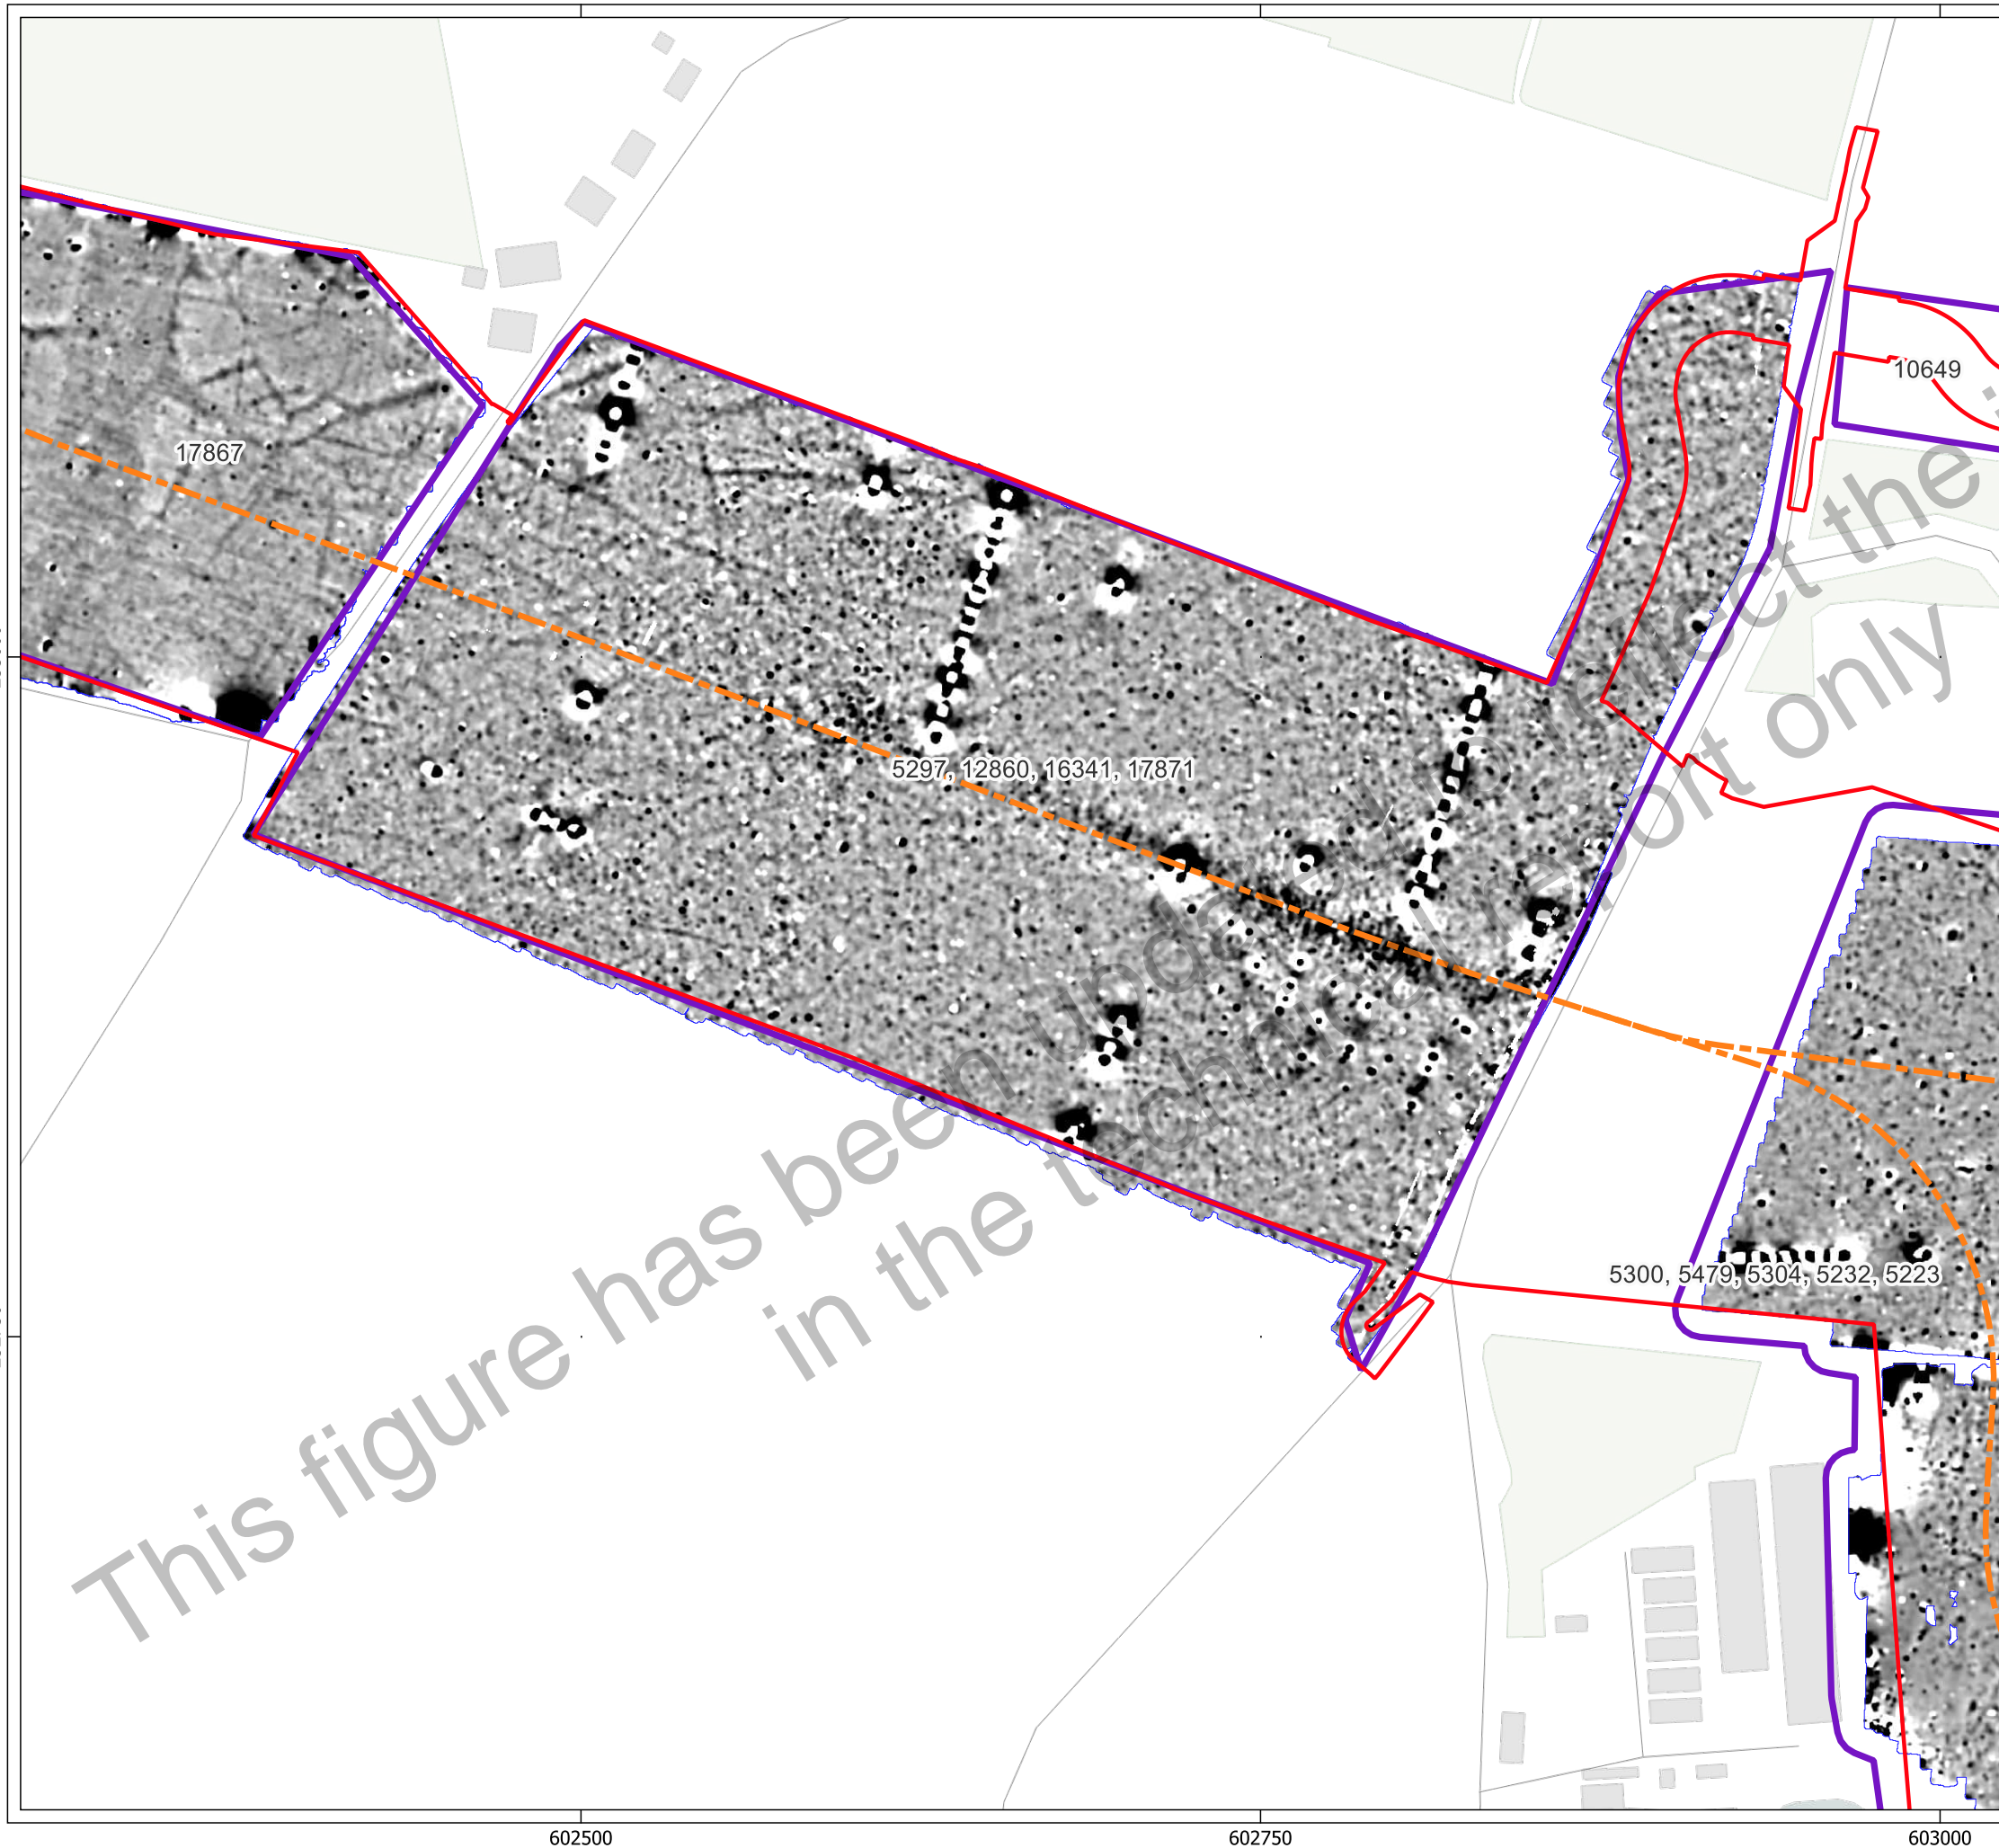 10649
17867
5297, 12860, 16341, 17871
5300, 5479, 5304, 5232, 5223
This figure has been updated to reflect the
in the technical report only
602500
602750
603000